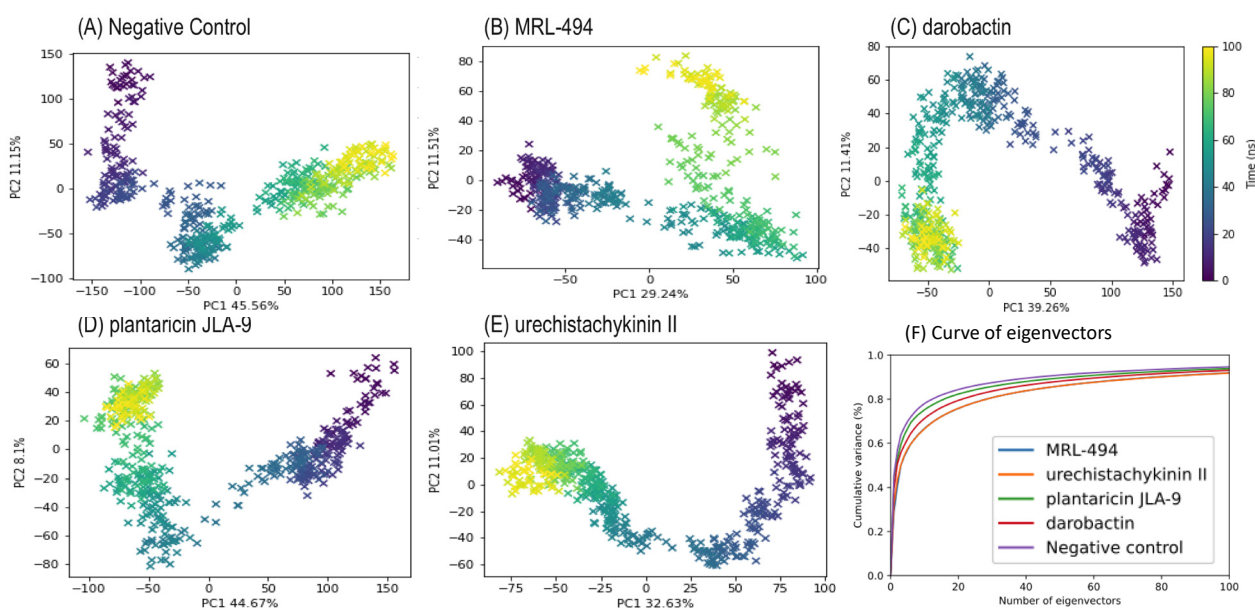 (A) Negative Control
150
100
50
0
−50
−100
PC2 11.15%
−150 −100 −50 0 50 100 150
PC1 45.56%
(B) MRL-494
80
60
40
20
0
−20
−40
PC2 11.51%
−50 0 50 100
PC1 29.24%
(C) darobactin
80
60
40
20
0
−20
−40
PC2 11.41%
−50 0 50 100 150
PC1 39.26%
100
80
60
40
20
0
Time (ns)
(D) plantaricin JLA-9
60
40
20
0
−20
−40
−60
−80
PC2 8.1%
−100 −50 0 50 100 150
PC1 44.67%
(E) urechistachykinin II
100
80
60
40
20
0
−20
−40
−60
PC2 11.01%
−75 −50 −25 0 25 50 75 100
PC1 32.63%
(F) Curve of eigenvectors
1.0
0.8
0.6
0.4
0.2
0.0
Cumulative variance (%)
MRL-494
urechistachykinin II
plantaricin JLA-9
darobactin
Negative control
0 20 40 60 80 100
Number of eigenvectors